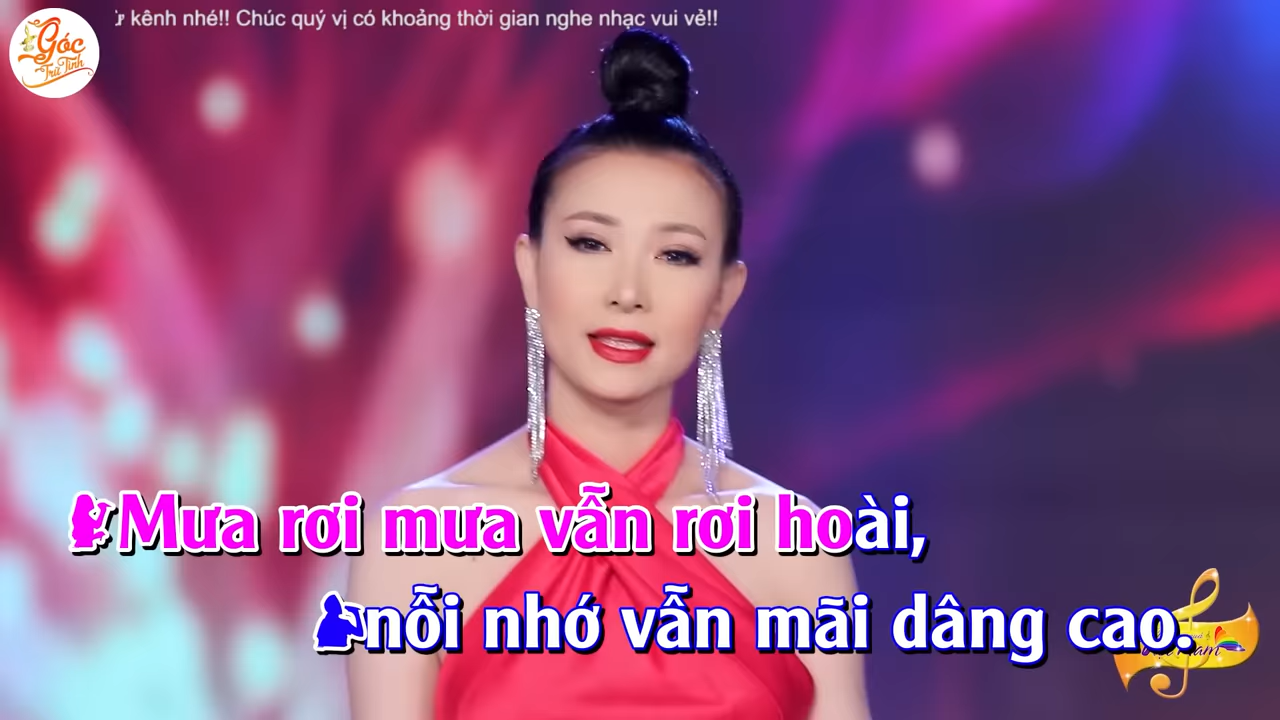 kênh nhé!! Chúc quý vị có khoảng thời gian nghe nhạc vui vẻ!!
Góc
Trữ Tình
Mưa rơi mưa vẫn rơi hoài,
nỗi nhớ vẫn mãi dâng cao.